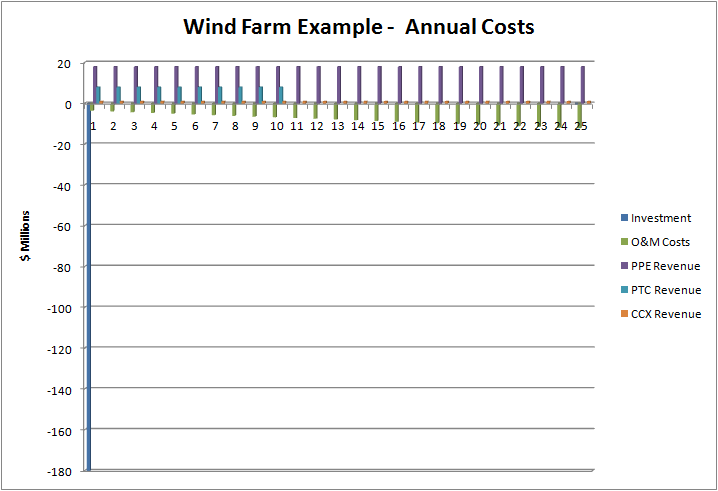 Wind Farm Example - Annual Costs
20
0
1 2 3 4 5 6 7 8 9 10 11 12 13 14 15 16 17 18 19 20 21 22 23 24 25
-20
-40
-60
-80
-100
-120
-140
-160
-180
$ Millions
Investment
O&M Costs
PPE Revenue
PTC Revenue
CCX Revenue